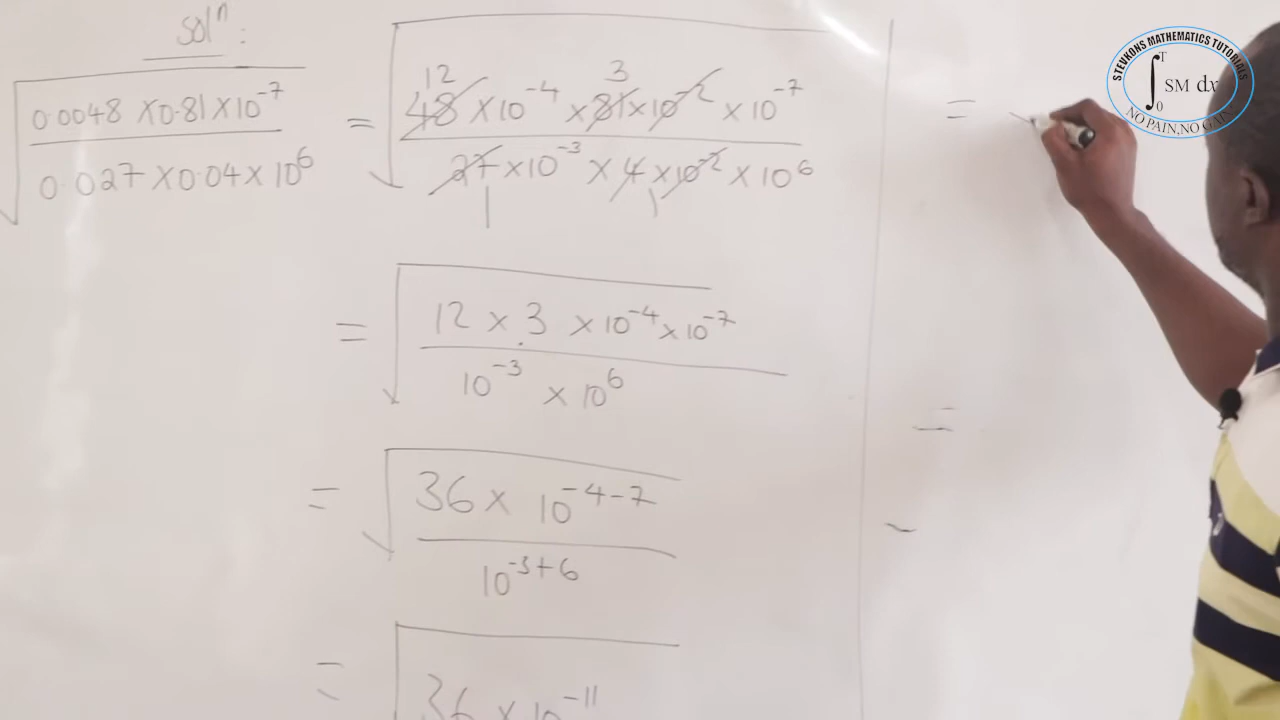 solⁿ:
√(0.0048 × 0.81 × 10⁻⁷ / 0.027 × 0.04 × 10⁶) = √(48 × 10⁻⁴ × 81 × 10⁻² × 10⁻⁷ / 27 × 10⁻³ × 4 × 10⁻² × 10⁶)
12 3
1 1
= √(12 × 3 × 10⁻⁴ × 10⁻⁷ / 10⁻³ × 10⁶)
= √(36 × 10⁻⁴⁻⁷ / 10⁻³⁺⁶)
= √(36 × 10⁻¹¹
=
=
STEVKONS MATHEMATICS TUTORIALS
∫₀ᵀ SM dx
NO PAIN,NO GAIN